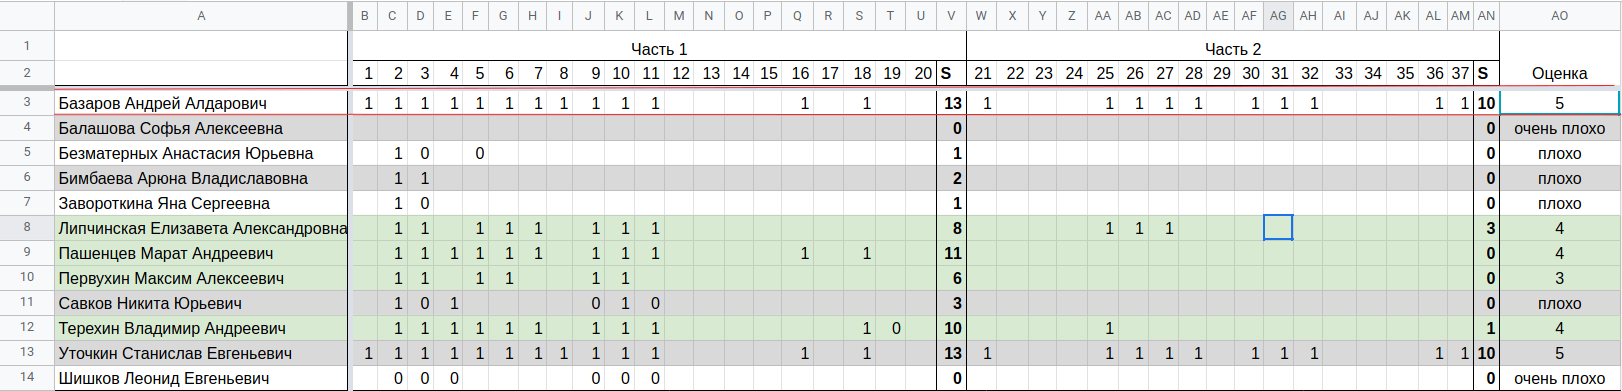 A B C D E F G H I J K L M N O P Q R S T U V W X Y Z AA AB AC AD AE AF AG AH AI AJ AK AL AM AN AO
1 Часть 1 Часть 2
2 1 2 3 4 5 6 7 8 9 10 11 12 13 14 15 16 17 18 19 20 S 21 22 23 24 25 26 27 28 29 30 31 32 33 34 35 36 37 S Оценка
3 Базаров Андрей Алдарович 1 1 1 1 1 1 1 1 1 1 1 1 1 13 1 1 1 1 1 1 1 1 1 1 10 5
4 Балашова Софья Алексеевна 0 0 очень плохо
5 Безматерных Анастасия Юрьевна 1 0 0 1 0 плохо
6 Бимбаева Арюна Владиславовна 1 1 2 0 плохо
7 Завороткина Яна Сергеевна 1 0 1 0 плохо
8 Липчинская Елизавета Александровна 1 1 1 1 1 1 1 1 8 1 1 1 3 4
9 Пашенцев Марат Андреевич 1 1 1 1 1 1 1 1 1 1 1 11 0 4
10 Первухин Максим Алексеевич 1 1 1 1 1 1 6 0 3
11 Савков Никита Юрьевич 1 0 1 0 1 0 3 0 плохо
12 Терехин Владимир Андреевич 1 1 1 1 1 1 1 1 1 1 0 10 1 1 4
13 Уточкин Станислав Евгеньевич 1 1 1 1 1 1 1 1 1 1 1 1 1 13 1 1 1 1 1 1 1 1 1 1 10 5
14 Шишков Леонид Евгеньевич 0 0 0 0 0 0 0 0 очень плохо